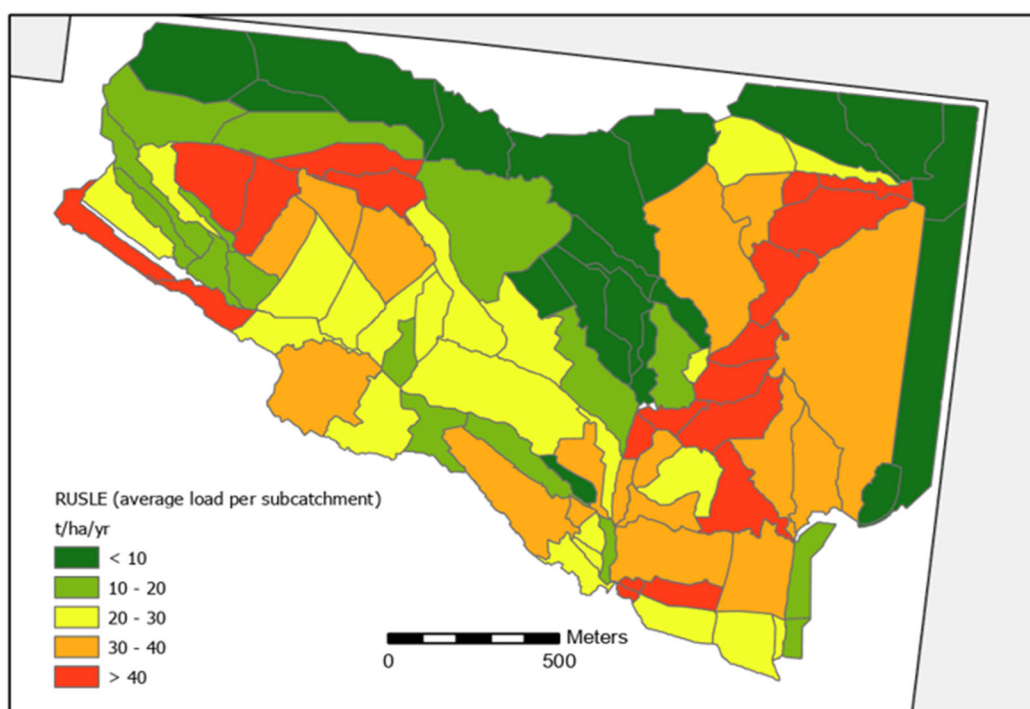 RUSLE (average load per subcatchment)
t/ha/yr
< 10
10 - 20
20 - 30
30 - 40
> 40
Meters
0 500